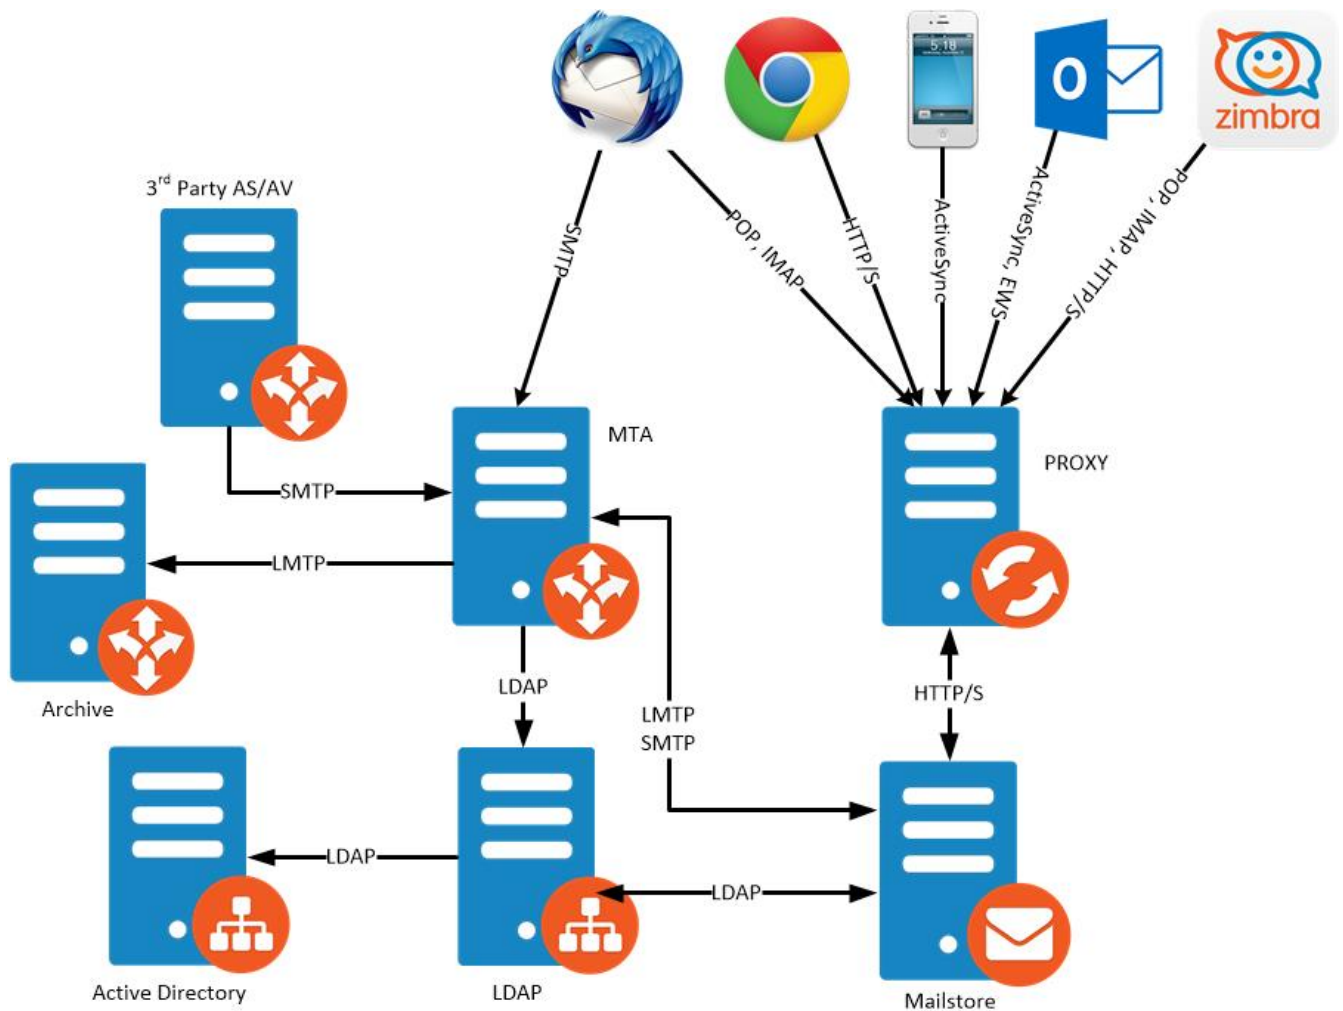 5:18
zimbra
3rd Party AS/AV
SMTP
POP, IMAP
HTTP/S
ActiveSync
ActiveSync, EWS
POP, IMAP, HTTP/S
MTA
PROXY
SMTP
LMTP
Archive
LDAP
LMTP
SMTP
HTTP/S
LDAP
LDAP
Active Directory
LDAP
Mailstore